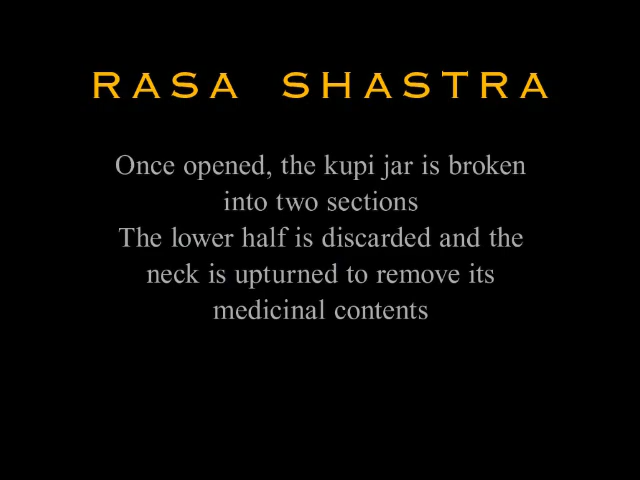 RASA SHASTRA
Once opened, the kupi jar is broken
into two sections
The lower half is discarded and the
neck is upturned to remove its
medicinal contents